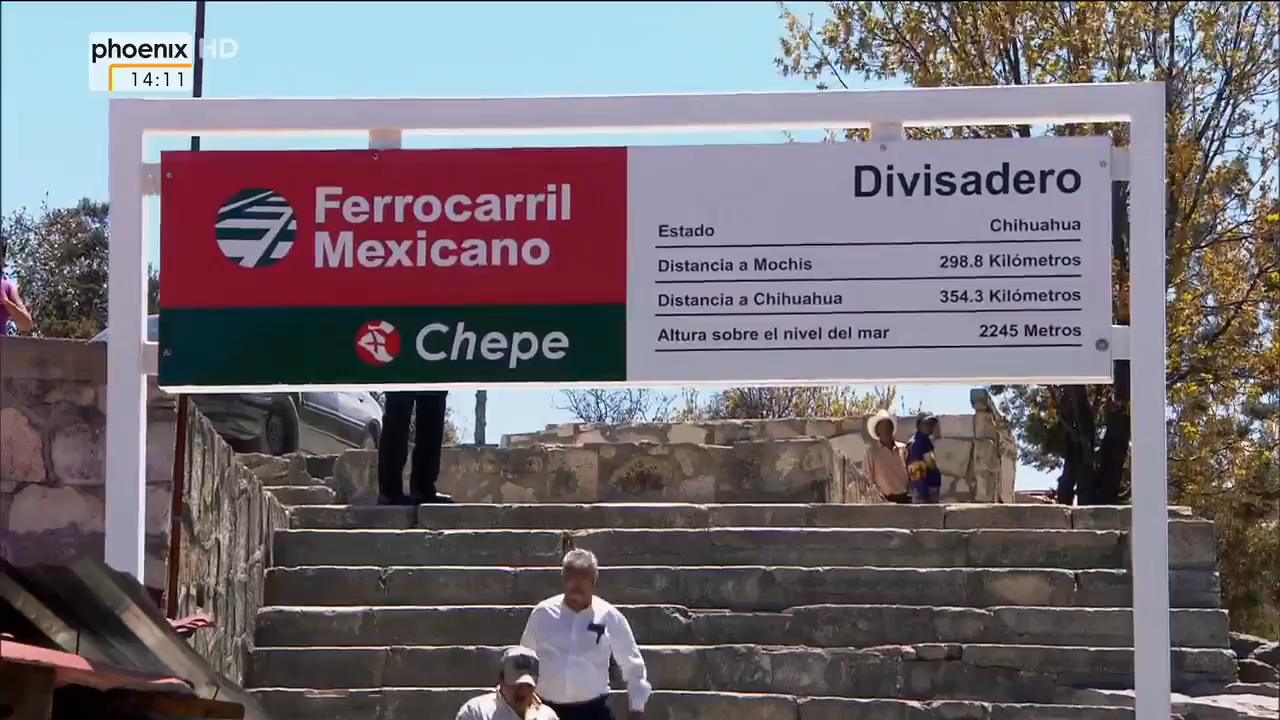 phoenix HD
14:11
Ferrocarril
Mexicano
Chepe
Divisadero
Estado Chihuahua
Distancia a Mochis 298.8 Kilómetros
Distancia a Chihuahua 354.3 Kilómetros
Altura sobre el nivel del mar 2245 Metros